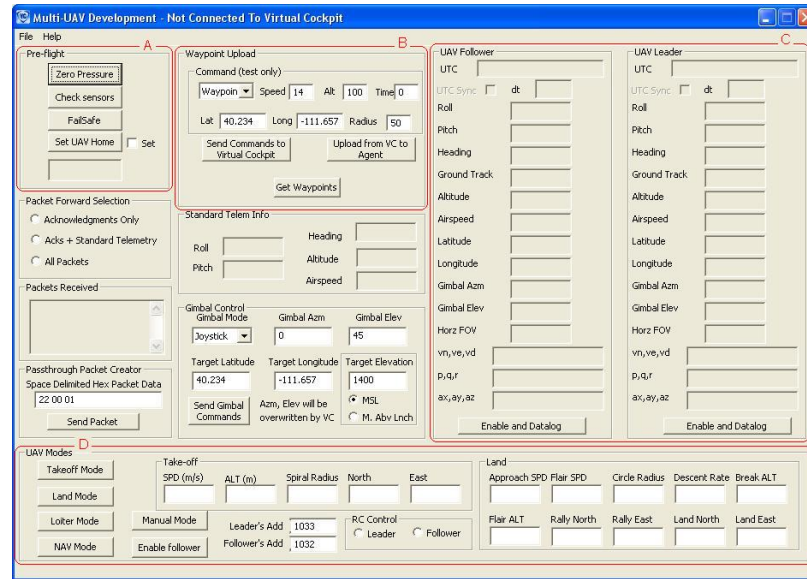 Multi-UAV Development - Not Connected To Virtual Cockpit
File Help
A
Pre-flight
Zero Pressure
Check sensors
FailSafe
Set UAV Home Set
B
Waypoint Upload
Command (test only)
Waypoin Speed 14 Alt 100 Time 0
Lat 40.234 Long -111.657 Radius 50
Send Commands to
Virtual Cockpit
Upload from VC to
Agent
Get Waypoints
Packet Forward Selection
Acknowledgments Only
Acks + Standard Telemetry
All Packets
Standard Telem Info
Roll
Pitch
Heading
Altitude
Airspeed
Packets Received
Passthrough Packet Creator
Space Delimited Hex Packet Data
22 00 01
Send Packet
Gimbal Control
Gimbal Mode Gimbal Azm Gimbal Elev
Joystick 0 45
Target Latitude Target Longitude Target Elevation
40.234 -111.657 1400
Send Gimbal
Commands
Azm, Elev will be
overwritten by VC
MSL
M. Abv Lnch
C
UAV Follower
UTC
UTC Sync dt
Roll
Pitch
Heading
Ground Track
Altitude
Airspeed
Latitude
Longitude
Gimbal Azm
Gimbal Elev
Horz FOV
vn,ve,vd
p,q,r
ax,ay,az
Enable and Datalog
UAV Leader
UTC
UTC Sync dt
Roll
Pitch
Heading
Ground Track
Altitude
Airspeed
Latitude
Longitude
Gimbal Azm
Gimbal Elev
Horz FOV
vn,ve,vd
p,q,r
ax,ay,az
Enable and Datalog
D
UAV Modes
Takeoff Mode
Land Mode
Loiter Mode
NAV Mode
Manual Mode
Enable follower
Take-off
SPD (m/s) ALT (m) Spiral Radius North East
Leader's Add 1033
Follower's Add 1032
RC Control
Leader Follower
Land
Approach SPD Flair SPD Circle Radius Descent Rate Break ALT
Flair ALT Rally North Rally East Land North Land East